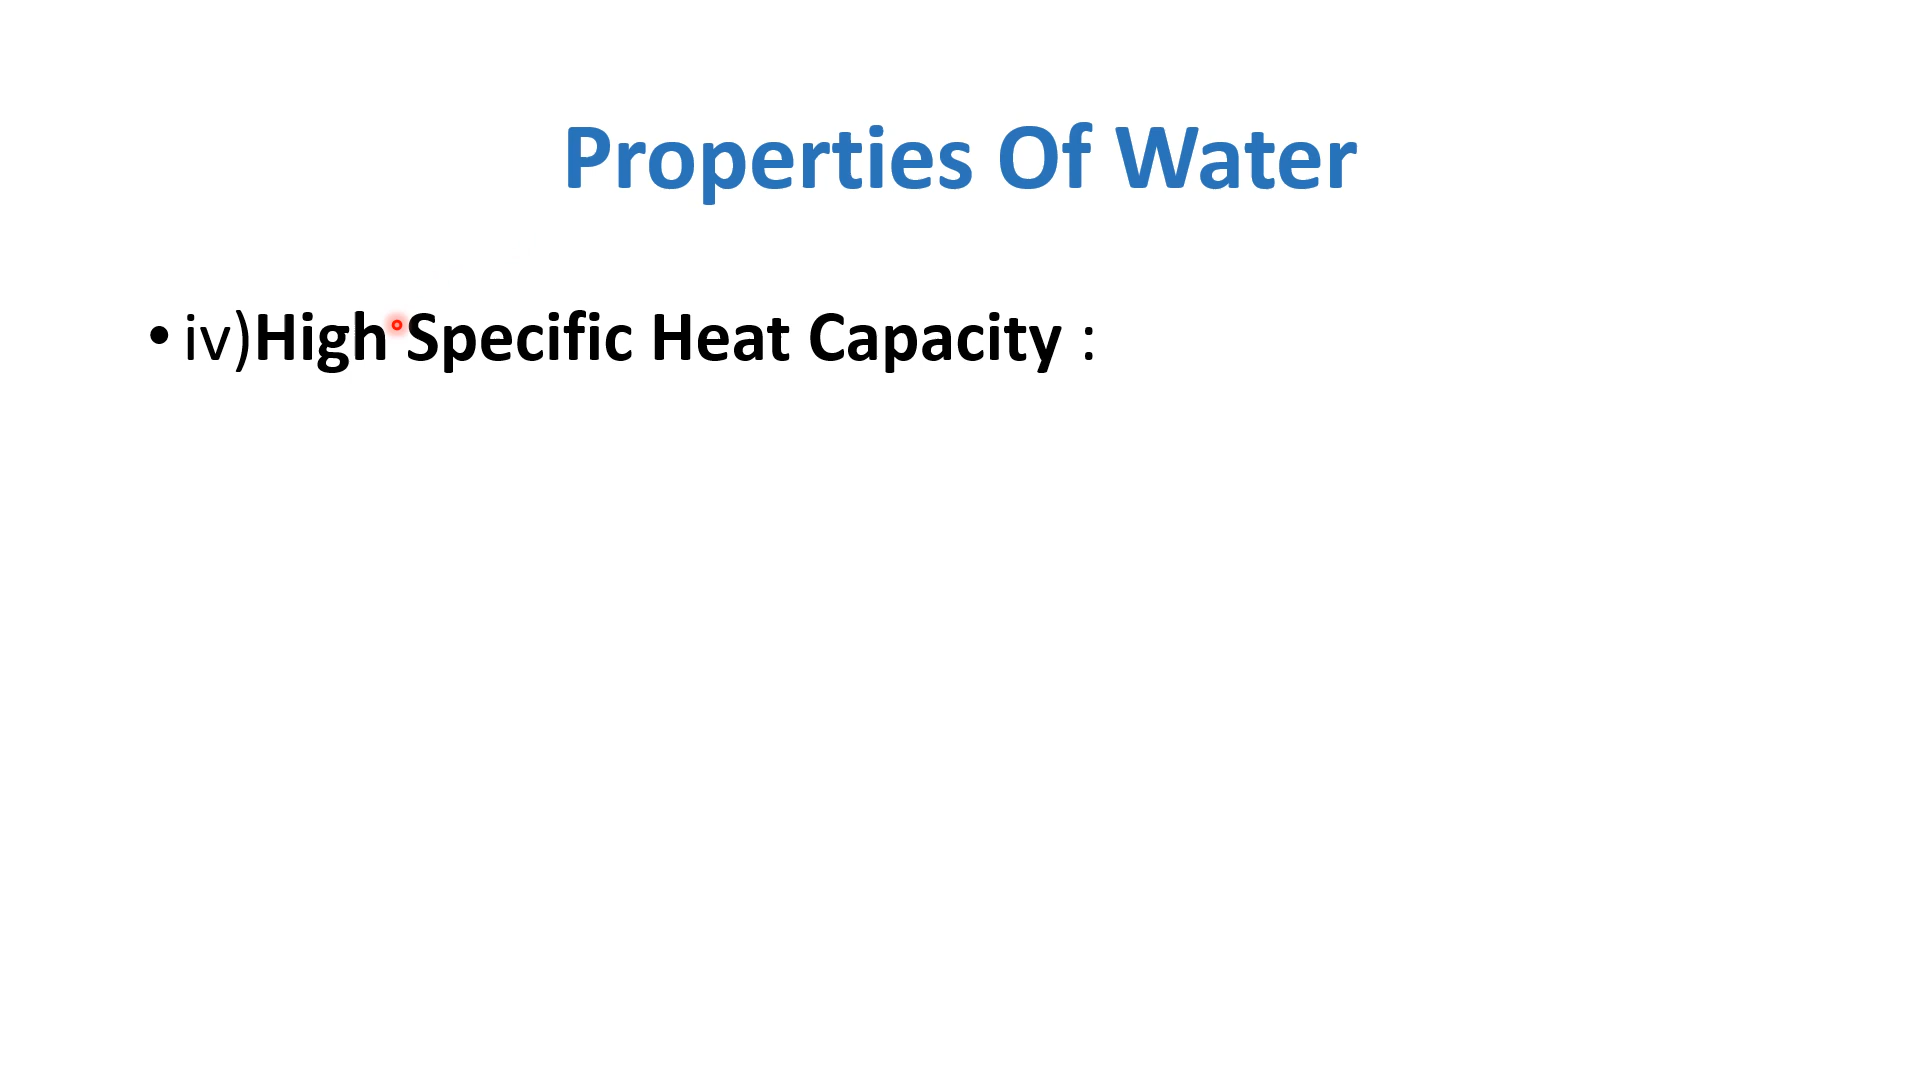 Properties Of Water
• iv)High Specific Heat Capacity :